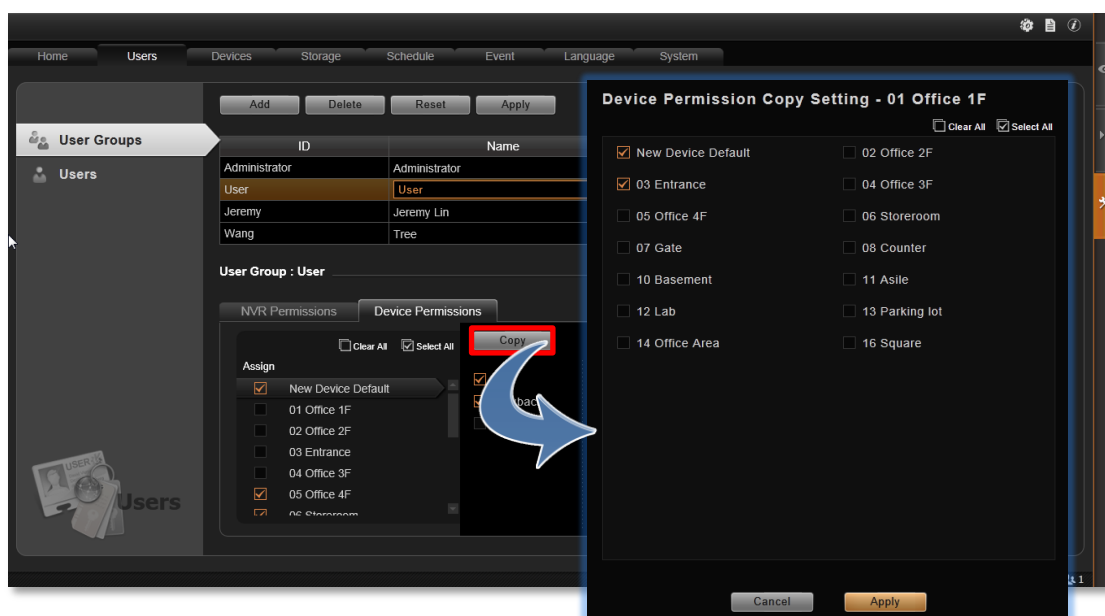 Home Users Devices Storage Schedule Event Language System
User Groups
Users
Add Delete Reset Apply
ID Name
Administrator Administrator
User User
Jeremy Jeremy Lin
Wang Tree
User Group : User
NVR Permissions Device Permissions
Clear All Select All
Copy
Assign
New Device Default
01 Office 1F
02 Office 2F
03 Entrance
04 Office 3F
05 Office 4F
06 Storeroom
USER
Users
Device Permission Copy Setting - 01 Office 1F
Clear All Select All
New Device Default 02 Office 2F
03 Entrance 04 Office 3F
05 Office 4F 06 Storeroom
07 Gate 08 Counter
10 Basement 11 Asile
12 Lab 13 Parking lot
14 Office Area 16 Square
Cancel Apply
1